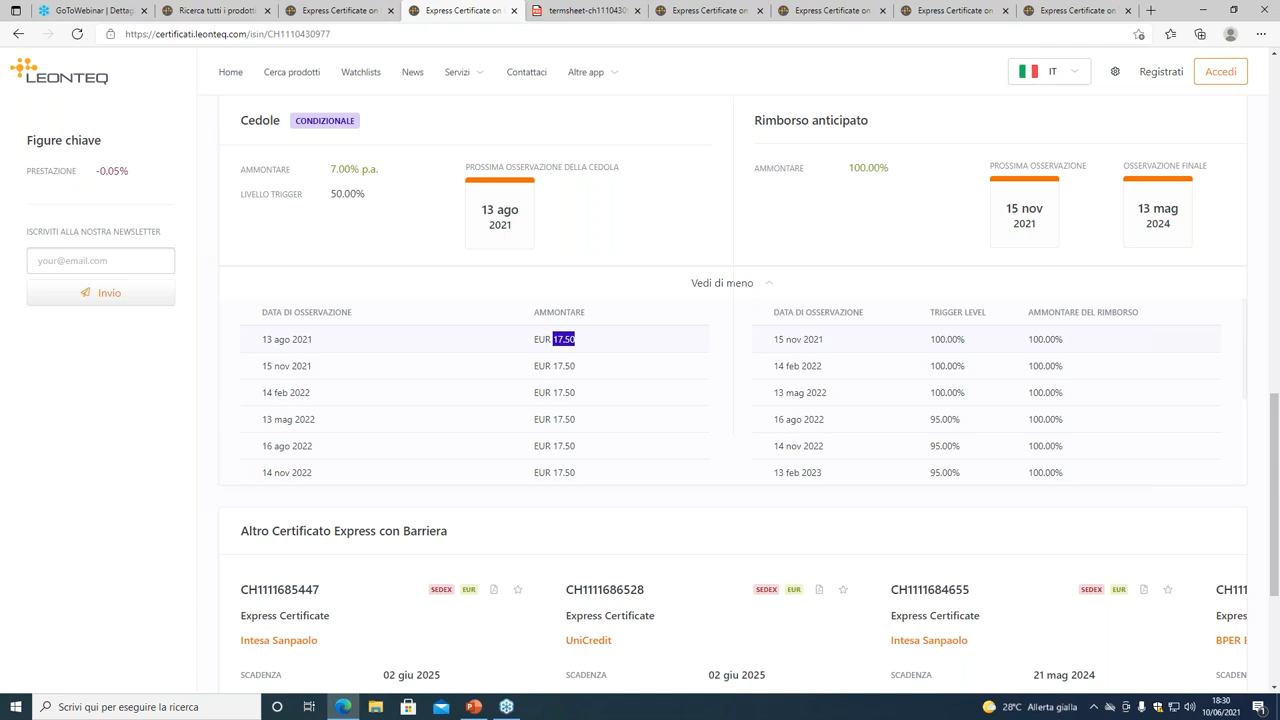 GoToWebinar | Dettag
Ricerca tutti i prodotti
Express Certificate on
Express Certificate on
termsheet-ch1110430
Express Certificate on
Express Certificate on
Express Certificate on
Express Certificate on
https://certificati.leonteq.com/isin/CH1110430977
LEONTEQ
Home
Cerca prodotti
Watchlists
News
Servizi
Contattaci
Altre app
IT
Registrati
Accedi
Figure chiave
PRESTAZIONE -0.05%
ISCRIVITI ALLA NOSTRA NEWSLETTER
your@email.com
Invio
Cedole CONDIZIONALE
AMMONTARE 7.00% p.a.
LIVELLO TRIGGER 50.00%
PROSSIMA OSSERVAZIONE DELLA CEDOLA
13 ago
2021
Rimborso anticipato
AMMONTARE 100.00%
PROSSIMA OSSERVAZIONE
15 nov
2021
OSSERVAZIONE FINALE
13 mag
2024
Vedi di meno
DATA DI OSSERVAZIONE AMMONTARE
13 ago 2021 EUR 17.50
15 nov 2021 EUR 17.50
14 feb 2022 EUR 17.50
13 mag 2022 EUR 17.50
16 ago 2022 EUR 17.50
14 nov 2022 EUR 17.50
DATA DI OSSERVAZIONE TRIGGER LEVEL AMMONTARE DEL RIMBORSO
15 nov 2021 100.00% 100.00%
14 feb 2022 100.00% 100.00%
13 mag 2022 100.00% 100.00%
16 ago 2022 95.00% 100.00%
14 nov 2022 95.00% 100.00%
13 feb 2023 95.00% 100.00%
Altro Certificato Express con Barriera
CH1111685447 SEDEX EUR
Express Certificate
Intesa Sanpaolo
SCADENZA 02 giu 2025
CH1111686528 SEDEX EUR
Express Certificate
UniCredit
SCADENZA 02 giu 2025
CH1111684655 SEDEX EUR
Express Certificate
Intesa Sanpaolo
SCADENZA 21 mag 2024
CH111
Expres
BPER B
SCADEN
Scrivi qui per eseguire la ricerca
28°C Allerta gialla
18:30
10/06/2021